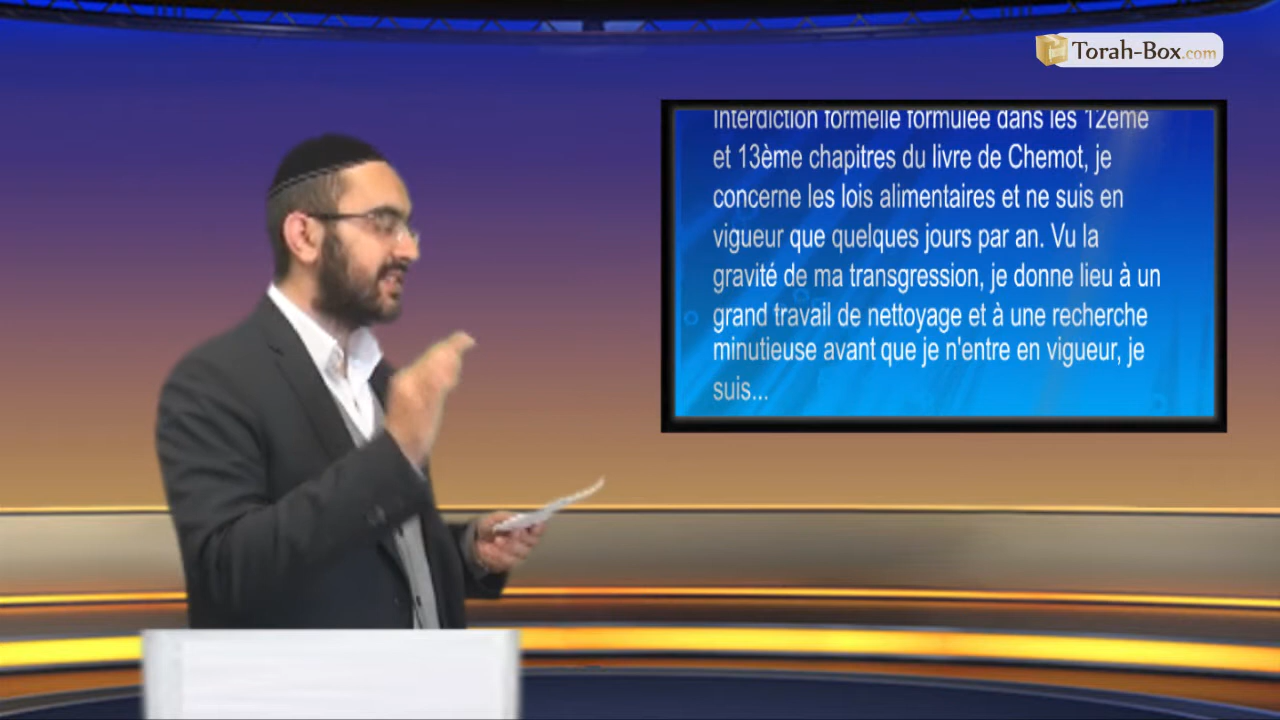 Torah-Box.com
Interdiction formelle formulée dans les 12ème
et 13ème chapitres du livre de Chemot, je
concerne les lois alimentaires et ne suis en
vigueur que quelques jours par an. Vu la
gravité de ma transgression, je donne lieu à un
grand travail de nettoyage et à une recherche
minutieuse avant que je n'entre en vigueur, je
suis...